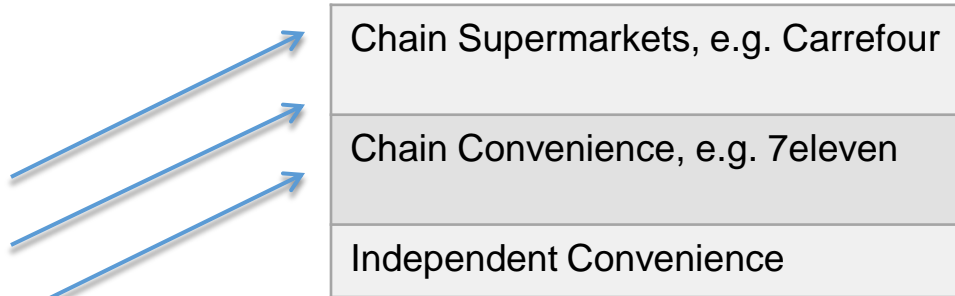 Chain Supermarkets, e.g. Carrefour
Chain Convenience, e.g. 7eleven
Independent Convenience